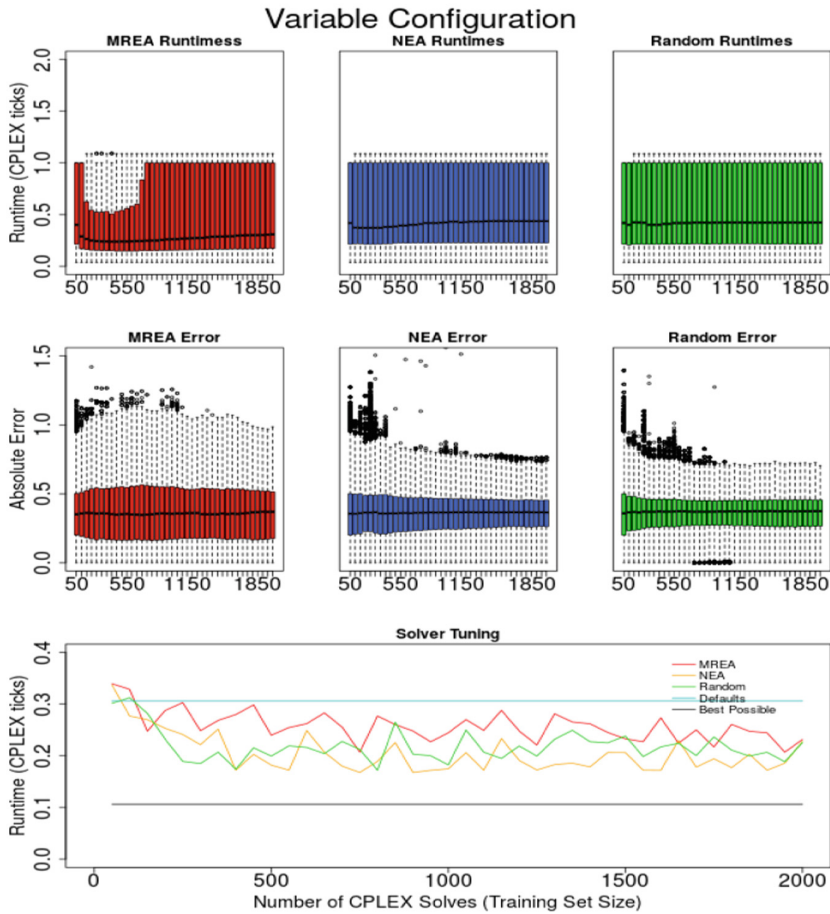 Variable Configuration
MREA Runtimess
NEA Runtimes
Random Runtimes
Runtime (CPLEX ticks)
2.0
1.5
1.0
0.5
0.0
50 550 1150 1850
50 550 1150 1850
50 550 1150 1850
MREA Error
NEA Error
Random Error
Absolute Error
1.5
1.0
0.5
0.0
50 550 1150 1850
50 550 1150 1850
50 550 1150 1850
Solver Tuning
Runtime (CPLEX ticks)
0.4
0.3
0.2
0.1
0.0
MREA
NEA
Random
Defaults
Best Possible
0 500 1000 1500 2000
Number of CPLEX Solves (Training Set Size)